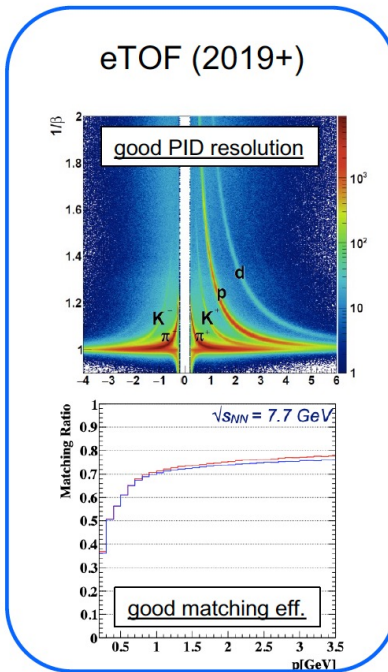 eTOF (2019+)
1/β
2
good PID resolution
1.8
10³
1.6
10²
1.4
d
p
1.2
10
K⁻ K⁺
π⁻ π⁺
1
1
−4 −3 −2 −1 0 1 2 3 4 5 6
1
√sNN = 7.7 GeV
Matching Ratio
0.9
0.8
0.7
0.6
0.5
0.4
0.3
0.2
good matching eff.
0.1
0
0.5 1 1.5 2 2.5 3 3.5
p[GeV]